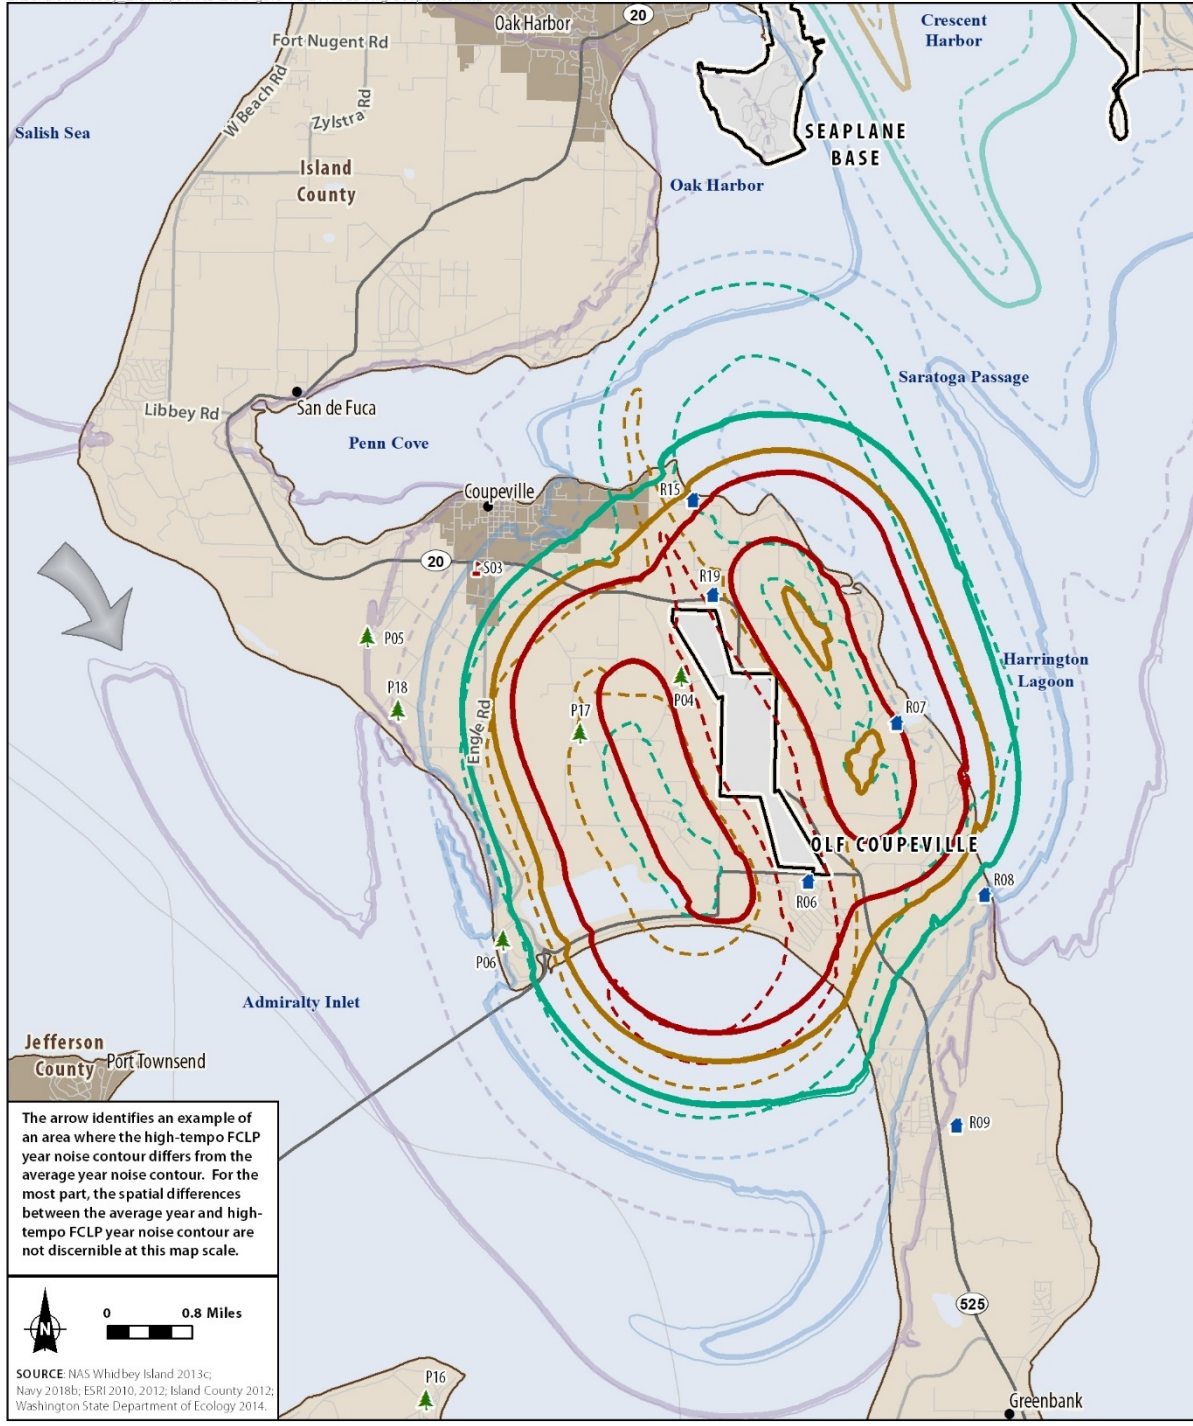 Oak Harbor
20
Crescent
Harbor
Fort Nugent Rd
W Beach Rd
Zylstra Rd
Salish Sea
SEAPLANE
BASE
Island
County
Oak Harbor
Saratoga Passage
San de Fuca
Libbey Rd
Penn Cove
Coupeville
R15
20
S03
R19
P05
Harrington
Lagoon
P18
P04
P17
R07
Engle Rd
OLF COUPEVILLE
R06
R08
P06
Admiralty Inlet
Jefferson
County
Port Townsend
R09
The arrow identifies an example of
an area where the high-tempo FCLP
year noise contour differs from the
average year noise contour. For the
most part, the spatial differences
between the average year and high-
tempo FCLP year noise contour are
not discernible at this map scale.
N
0 0.8 Miles
525
SOURCE: NAS Whidbey Island 2013c;
Navy 2018b; ESRI 2010, 2012; Island County 2012;
Washington State Department of Ecology 2014.
P16
Greenbank